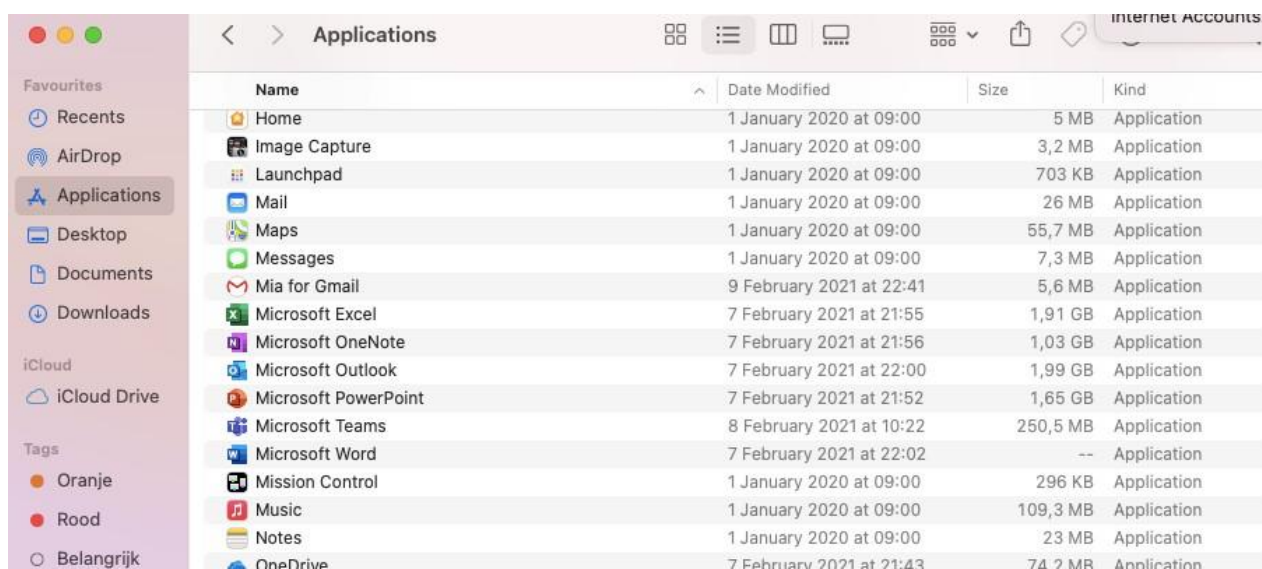 Internet Accounts
Applications
Favourites
Recents
AirDrop
Applications
Desktop
Documents
Downloads
iCloud
iCloud Drive
Tags
Oranje
Rood
Belangrijk
Name Date Modified Size Kind
Home 1 January 2020 at 09:00 5 MB Application
Image Capture 1 January 2020 at 09:00 3,2 MB Application
Launchpad 1 January 2020 at 09:00 703 KB Application
Mail 1 January 2020 at 09:00 26 MB Application
Maps 1 January 2020 at 09:00 55,7 MB Application
Messages 1 January 2020 at 09:00 7,3 MB Application
Mia for Gmail 9 February 2021 at 22:41 5,6 MB Application
Microsoft Excel 7 February 2021 at 21:55 1,91 GB Application
Microsoft OneNote 7 February 2021 at 21:56 1,03 GB Application
Microsoft Outlook 7 February 2021 at 22:00 1,99 GB Application
Microsoft PowerPoint 7 February 2021 at 21:52 1,65 GB Application
Microsoft Teams 8 February 2021 at 10:22 250,5 MB Application
Microsoft Word 7 February 2021 at 22:02 -- Application
Mission Control 1 January 2020 at 09:00 296 KB Application
Music 1 January 2020 at 09:00 109,3 MB Application
Notes 1 January 2020 at 09:00 23 MB Application
OneDrive 7 February 2021 at 21:43 74,2 MB Application